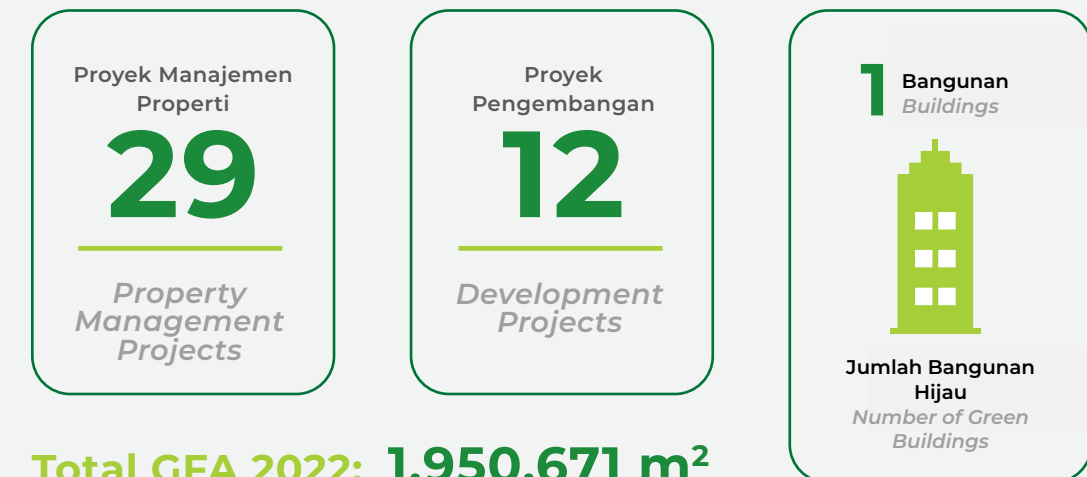 Proyek Manajemen
Properti
29
Property
Management
Projects
Proyek
Pengembangan
12
Development
Projects
1 Bangunan
Buildings
Jumlah Bangunan
Hijau
Number of Green
Buildings
Total GFA 2022: 1.950.671 m²